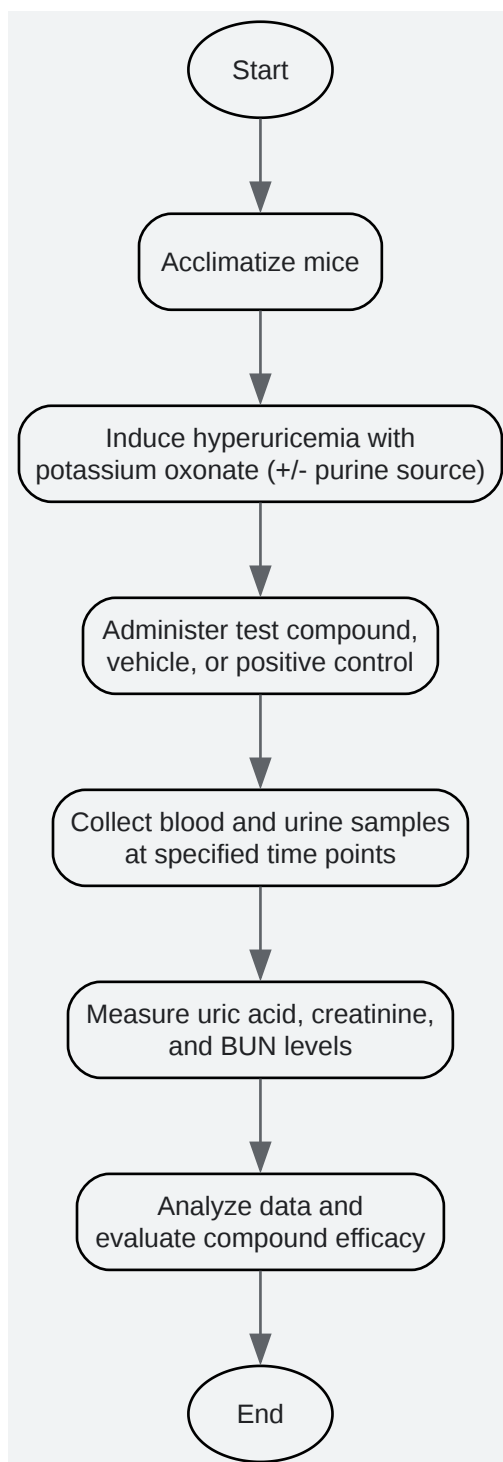 Start
Acclimatize mice
Induce hyperuricemia with
potassium oxonate (+/- purine source)
Administer test compound,
vehicle, or positive control
Collect blood and urine samples
at specified time points
Measure uric acid, creatinine,
and BUN levels
Analyze data and
evaluate compound efficacy
End